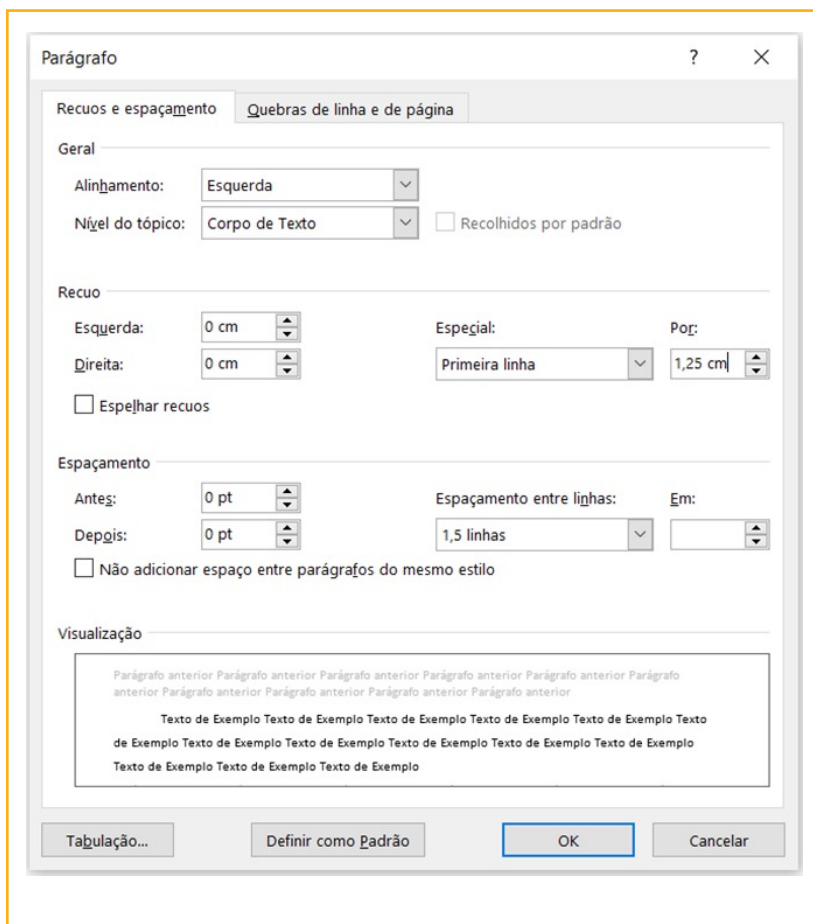 Parágrafo ?
Recuos e espaçamento Quebras de linha e de página
Geral
Alinhamento: Esquerda
Nível do tópico: Corpo de Texto Recolhidos por padrão
Recuo
Esquerda: 0 cm Especial: Por:
Direita: 0 cm Primeira linha 1,25 cm
Espelhar recuos
Espaçamento
Antes: 0 pt Espaçamento entre linhas: Em:
Depois: 0 pt 1,5 linhas
Não adicionar espaço entre parágrafos do mesmo estilo
Visualização
Parágrafo anterior Parágrafo anterior Parágrafo anterior Parágrafo anterior Parágrafo anterior Parágrafo
anterior Parágrafo anterior Parágrafo anterior Parágrafo anterior Parágrafo anterior
Texto de Exemplo Texto de Exemplo Texto de Exemplo Texto de Exemplo Texto de Exemplo Texto
de Exemplo Texto de Exemplo Texto de Exemplo Texto de Exemplo Texto de Exemplo Texto de Exemplo
Texto de Exemplo Texto de Exemplo Texto de Exemplo
Tabulação... Definir como Padrão OK Cancelar